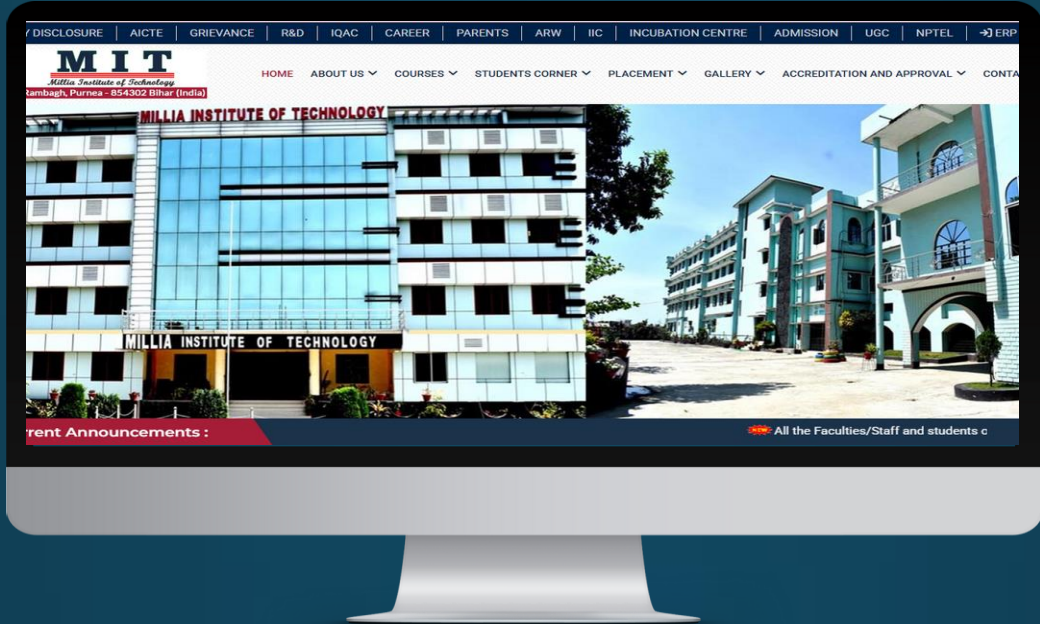 Y DISCLOSURE | AICTE | GRIEVANCE | R&D | IQAC | CAREER | PARENTS | ARW | IIC | INCUBATION CENTRE | ADMISSION | UGC | NPTEL | ERP
MIT
Millia Institute of Technology
Rambagh, Purnea - 854302 Bihar (India)
HOME ABOUT US COURSES STUDENTS CORNER PLACEMENT GALLERY ACCREDITATION AND APPROVAL CONTA
MILLIA INSTITUTE OF TECHNOLOGY
MILLIA INSTITUTE OF TECHNOLOGY
rrent Announcements :
NEW All the Faculties/Staff and students c